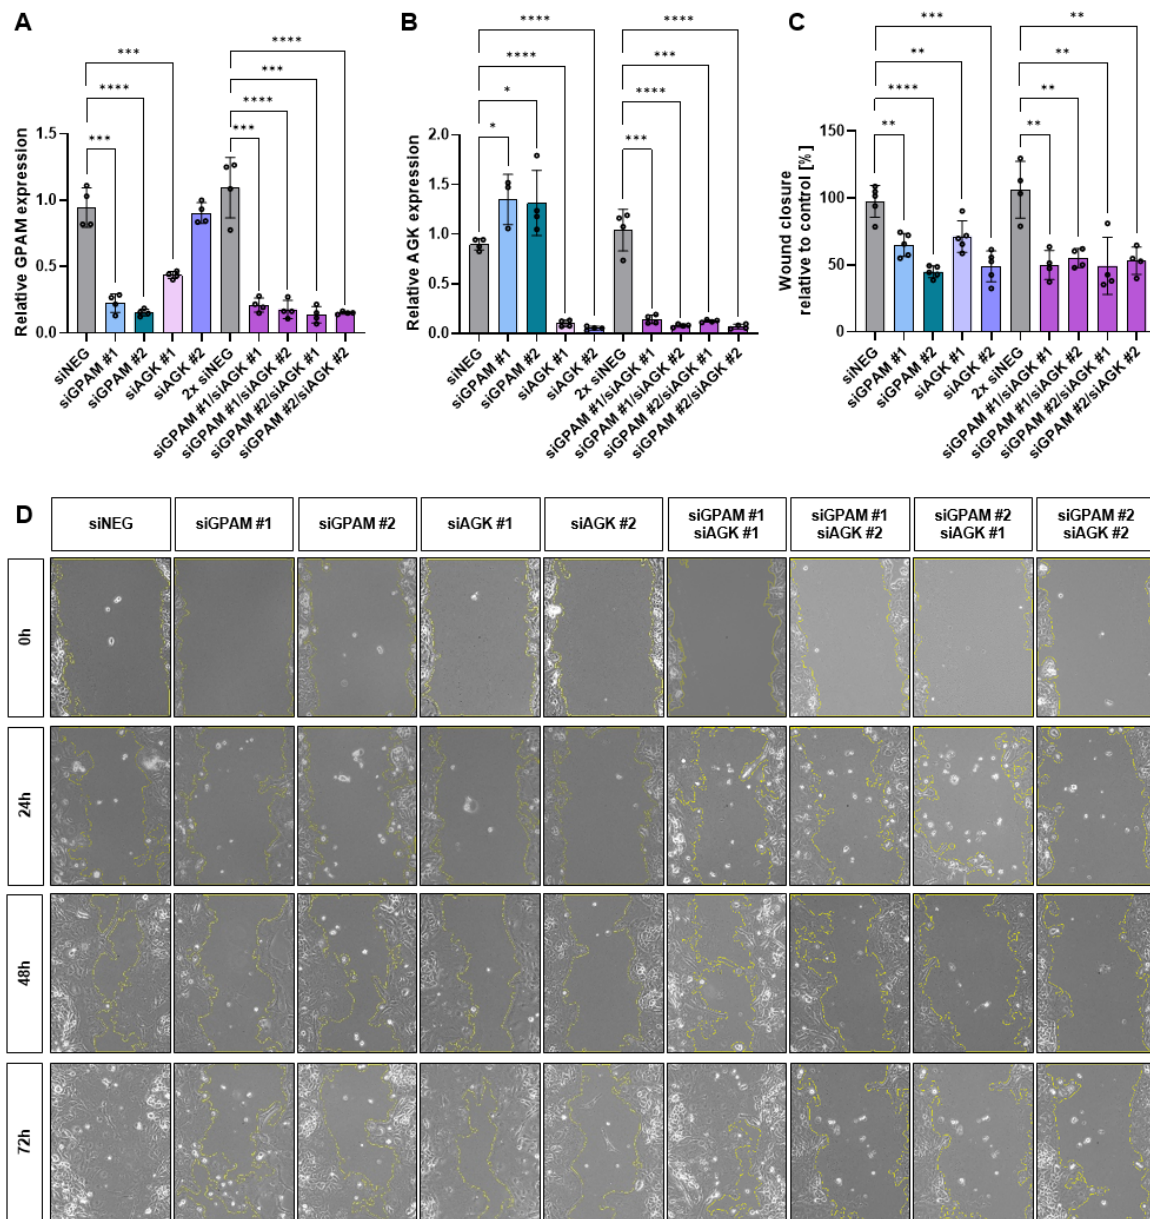 A
B
C
****
***
***
****
***
****
***
Relative GPAM expression
1.5
1.0
0.5
0.0
siNEG
siGPAM #1
siGPAM #2
siAGK #1
siAGK #2
2x siNEG
siGPAM #1/siAGK #1
siGPAM #1/siAGK #2
siGPAM #2/siAGK #1
siGPAM #2/siAGK #2
****
****
*
*
****
***
****
***
Relative AGK expression
2.0
1.5
1.0
0.5
0.0
siNEG
siGPAM #1
siGPAM #2
siAGK #1
siAGK #2
2x siNEG
siGPAM #1/siAGK #1
siGPAM #1/siAGK #2
siGPAM #2/siAGK #1
siGPAM #2/siAGK #2
***
**
****
**
**
**
**
**
Wound closure
relative to control [%]
150
100
50
0
siNEG
siGPAM #1
siGPAM #2
siAGK #1
siAGK #2
2x siNEG
siGPAM #1/siAGK #1
siGPAM #1/siAGK #2
siGPAM #2/siAGK #1
siGPAM #2/siAGK #2
D
siNEG
siGPAM #1
siGPAM #2
siAGK #1
siAGK #2
siGPAM #1
siAGK #1
siGPAM #1
siAGK #2
siGPAM #2
siAGK #1
siGPAM #2
siAGK #2
0h
24h
48h
72h